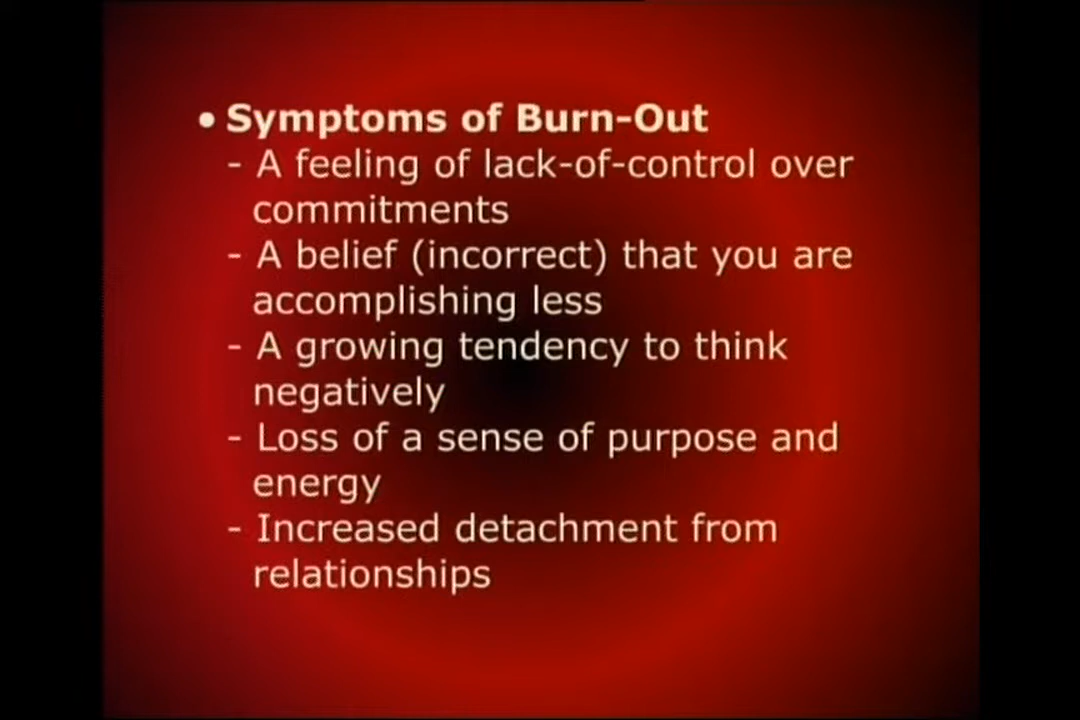 • Symptoms of Burn-Out
- A feeling of lack-of-control over
commitments
- A belief (incorrect) that you are
accomplishing less
- A growing tendency to think
negatively
- Loss of a sense of purpose and
energy
- Increased detachment from
relationships